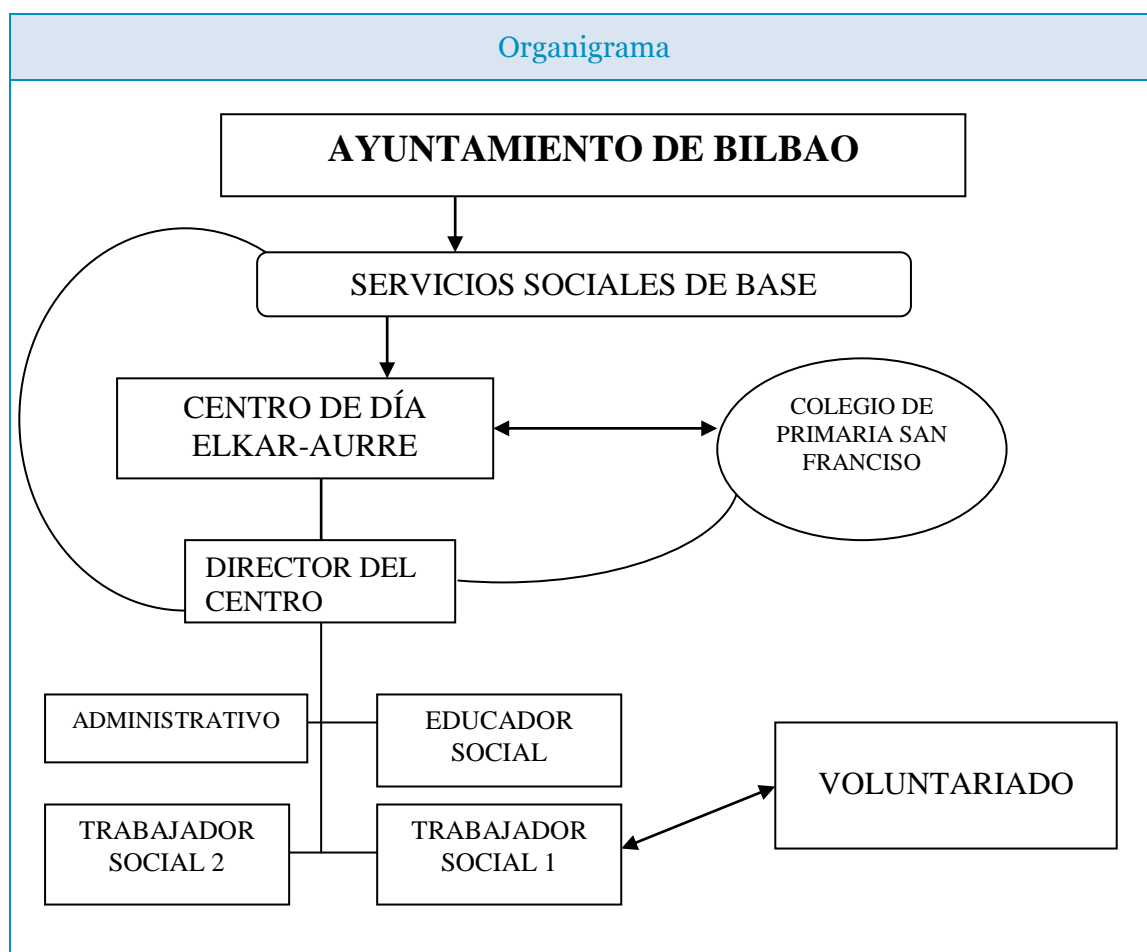 Organigrama
AYUNTAMIENTO DE BILBAO
SERVICIOS SOCIALES DE BASE
CENTRO DE DÍA
ELKAR-AURRE
COLEGIO DE
PRIMARIA SAN
FRANCISO
DIRECTOR DEL
CENTRO
ADMINISTRATIVO
EDUCADOR
SOCIAL
VOLUNTARIADO
TRABAJADOR
SOCIAL 2
TRABAJADOR
SOCIAL 1